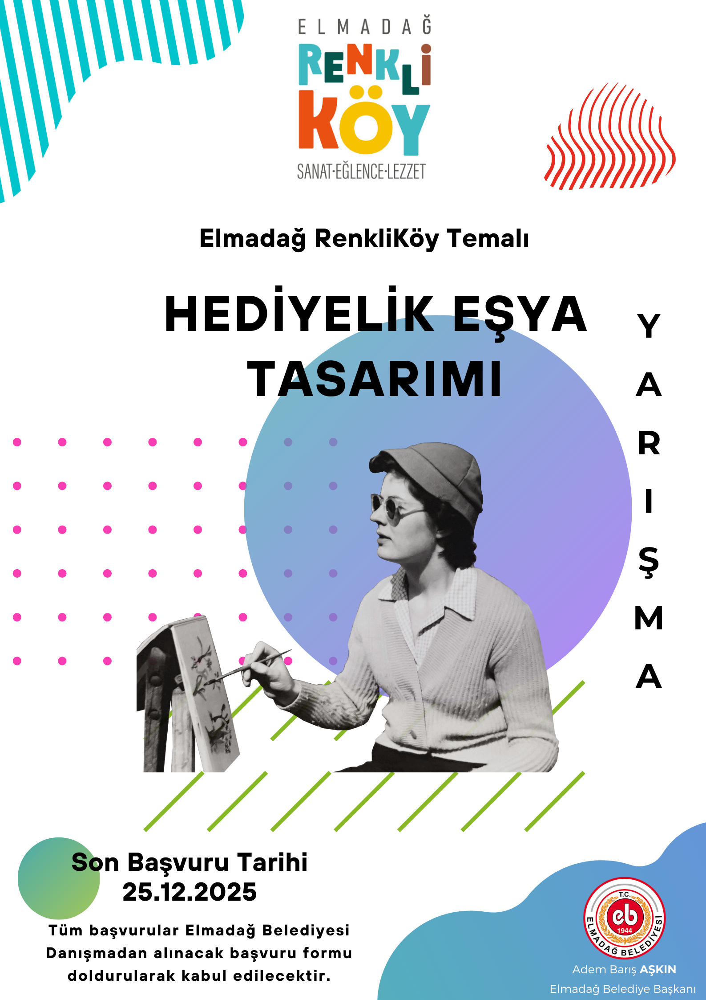 ELMADAĞ
RENKLİ
KÖY
SANAT·EĞLENCE·LEZZET
Elmadağ RenkliKöy Temalı
HEDİYELİK EŞYA
TASARIMI
YARIŞMA
Son Başvuru Tarihi
25.12.2025
Tüm başvurular Elmadağ Belediyesi
Danışmadan alınacak başvuru formu
doldurularak kabul edilecektir.
T.C.
eb
1944
ELMADAĞ BELEDİYESİ
Adem Barış AŞKIN
Elmadağ Belediye Başkanı